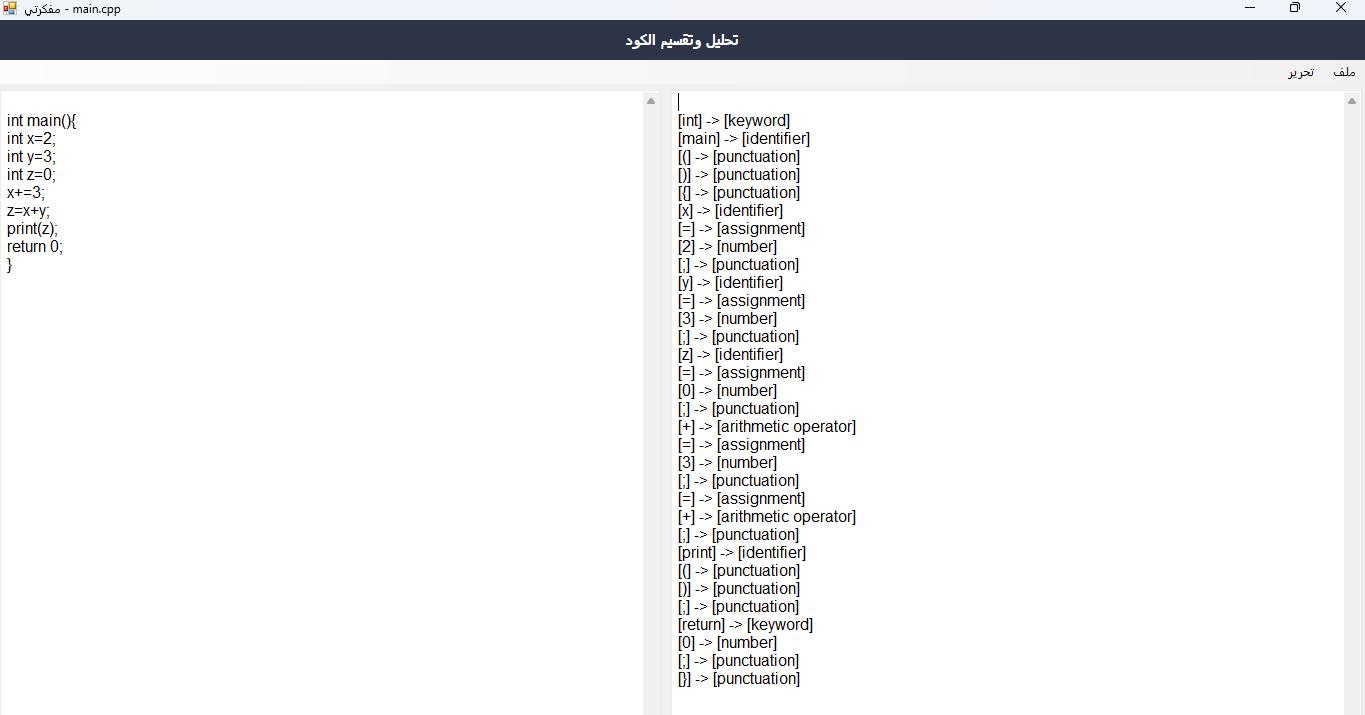 مفكرتي - main.cpp
تحليل وتقسيم الكود
ملف تحرير
int main(){
int x=2;
int y=3;
int z=0;
x+=3;
z=x+y;
print(z);
return 0;
}
[int] -> [keyword]
[main] -> [identifier]
[(] -> [punctuation]
[)] -> [punctuation]
[{] -> [punctuation]
[x] -> [identifier]
[=] -> [assignment]
[2] -> [number]
[;] -> [punctuation]
[y] -> [identifier]
[=] -> [assignment]
[3] -> [number]
[;] -> [punctuation]
[z] -> [identifier]
[=] -> [assignment]
[0] -> [number]
[;] -> [punctuation]
[+] -> [arithmetic operator]
[=] -> [assignment]
[3] -> [number]
[;] -> [punctuation]
[=] -> [assignment]
[+] -> [arithmetic operator]
[;] -> [punctuation]
[print] -> [identifier]
[(] -> [punctuation]
[)] -> [punctuation]
[;] -> [punctuation]
[return] -> [keyword]
[0] -> [number]
[;] -> [punctuation]
[}] -> [punctuation]